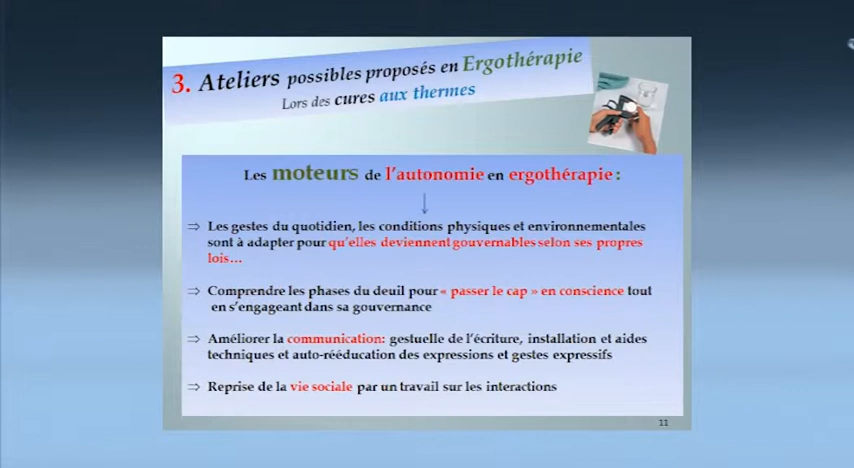 3. Ateliers possibles proposés en Ergothérapie
Lors des cures aux thermes
Les moteurs de l'autonomie en ergothérapie :
⇒ Les gestes du quotidien, les conditions physiques et environnementales
sont à adapter pour qu'elles deviennent gouvernables selon ses propres
lois…
⇒ Comprendre les phases du deuil pour « passer le cap » en conscience tout
en s'engageant dans sa gouvernance
⇒ Améliorer la communication: gestuelle de l'écriture, installation et aides
techniques et auto-rééducation des expressions et gestes expressifs
⇒ Reprise de la vie sociale par un travail sur les interactions
11